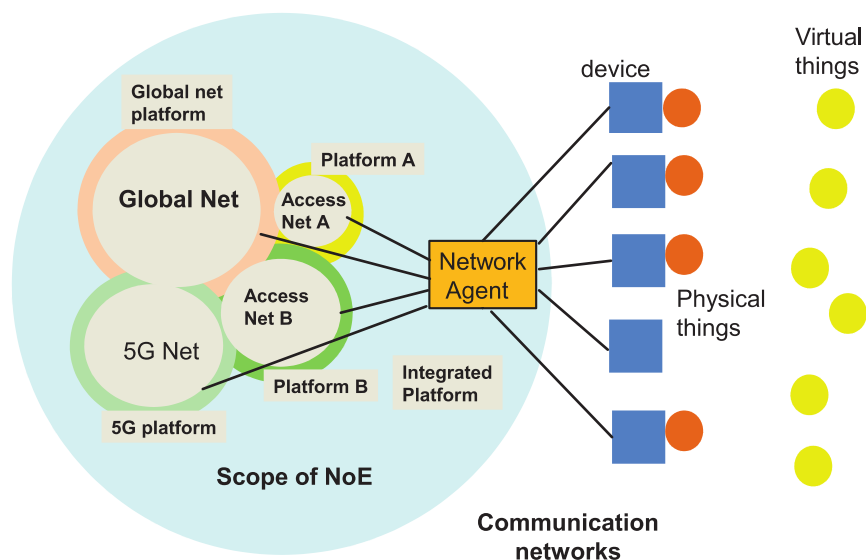 Virtual
things
device
Global net
platform
Platform A
Global Net
Access
Net A
Network
Agent
Access
Net B
Physical
things
5G Net
Platform B
Integrated
Platform
5G platform
Scope of NoE
Communication
networks